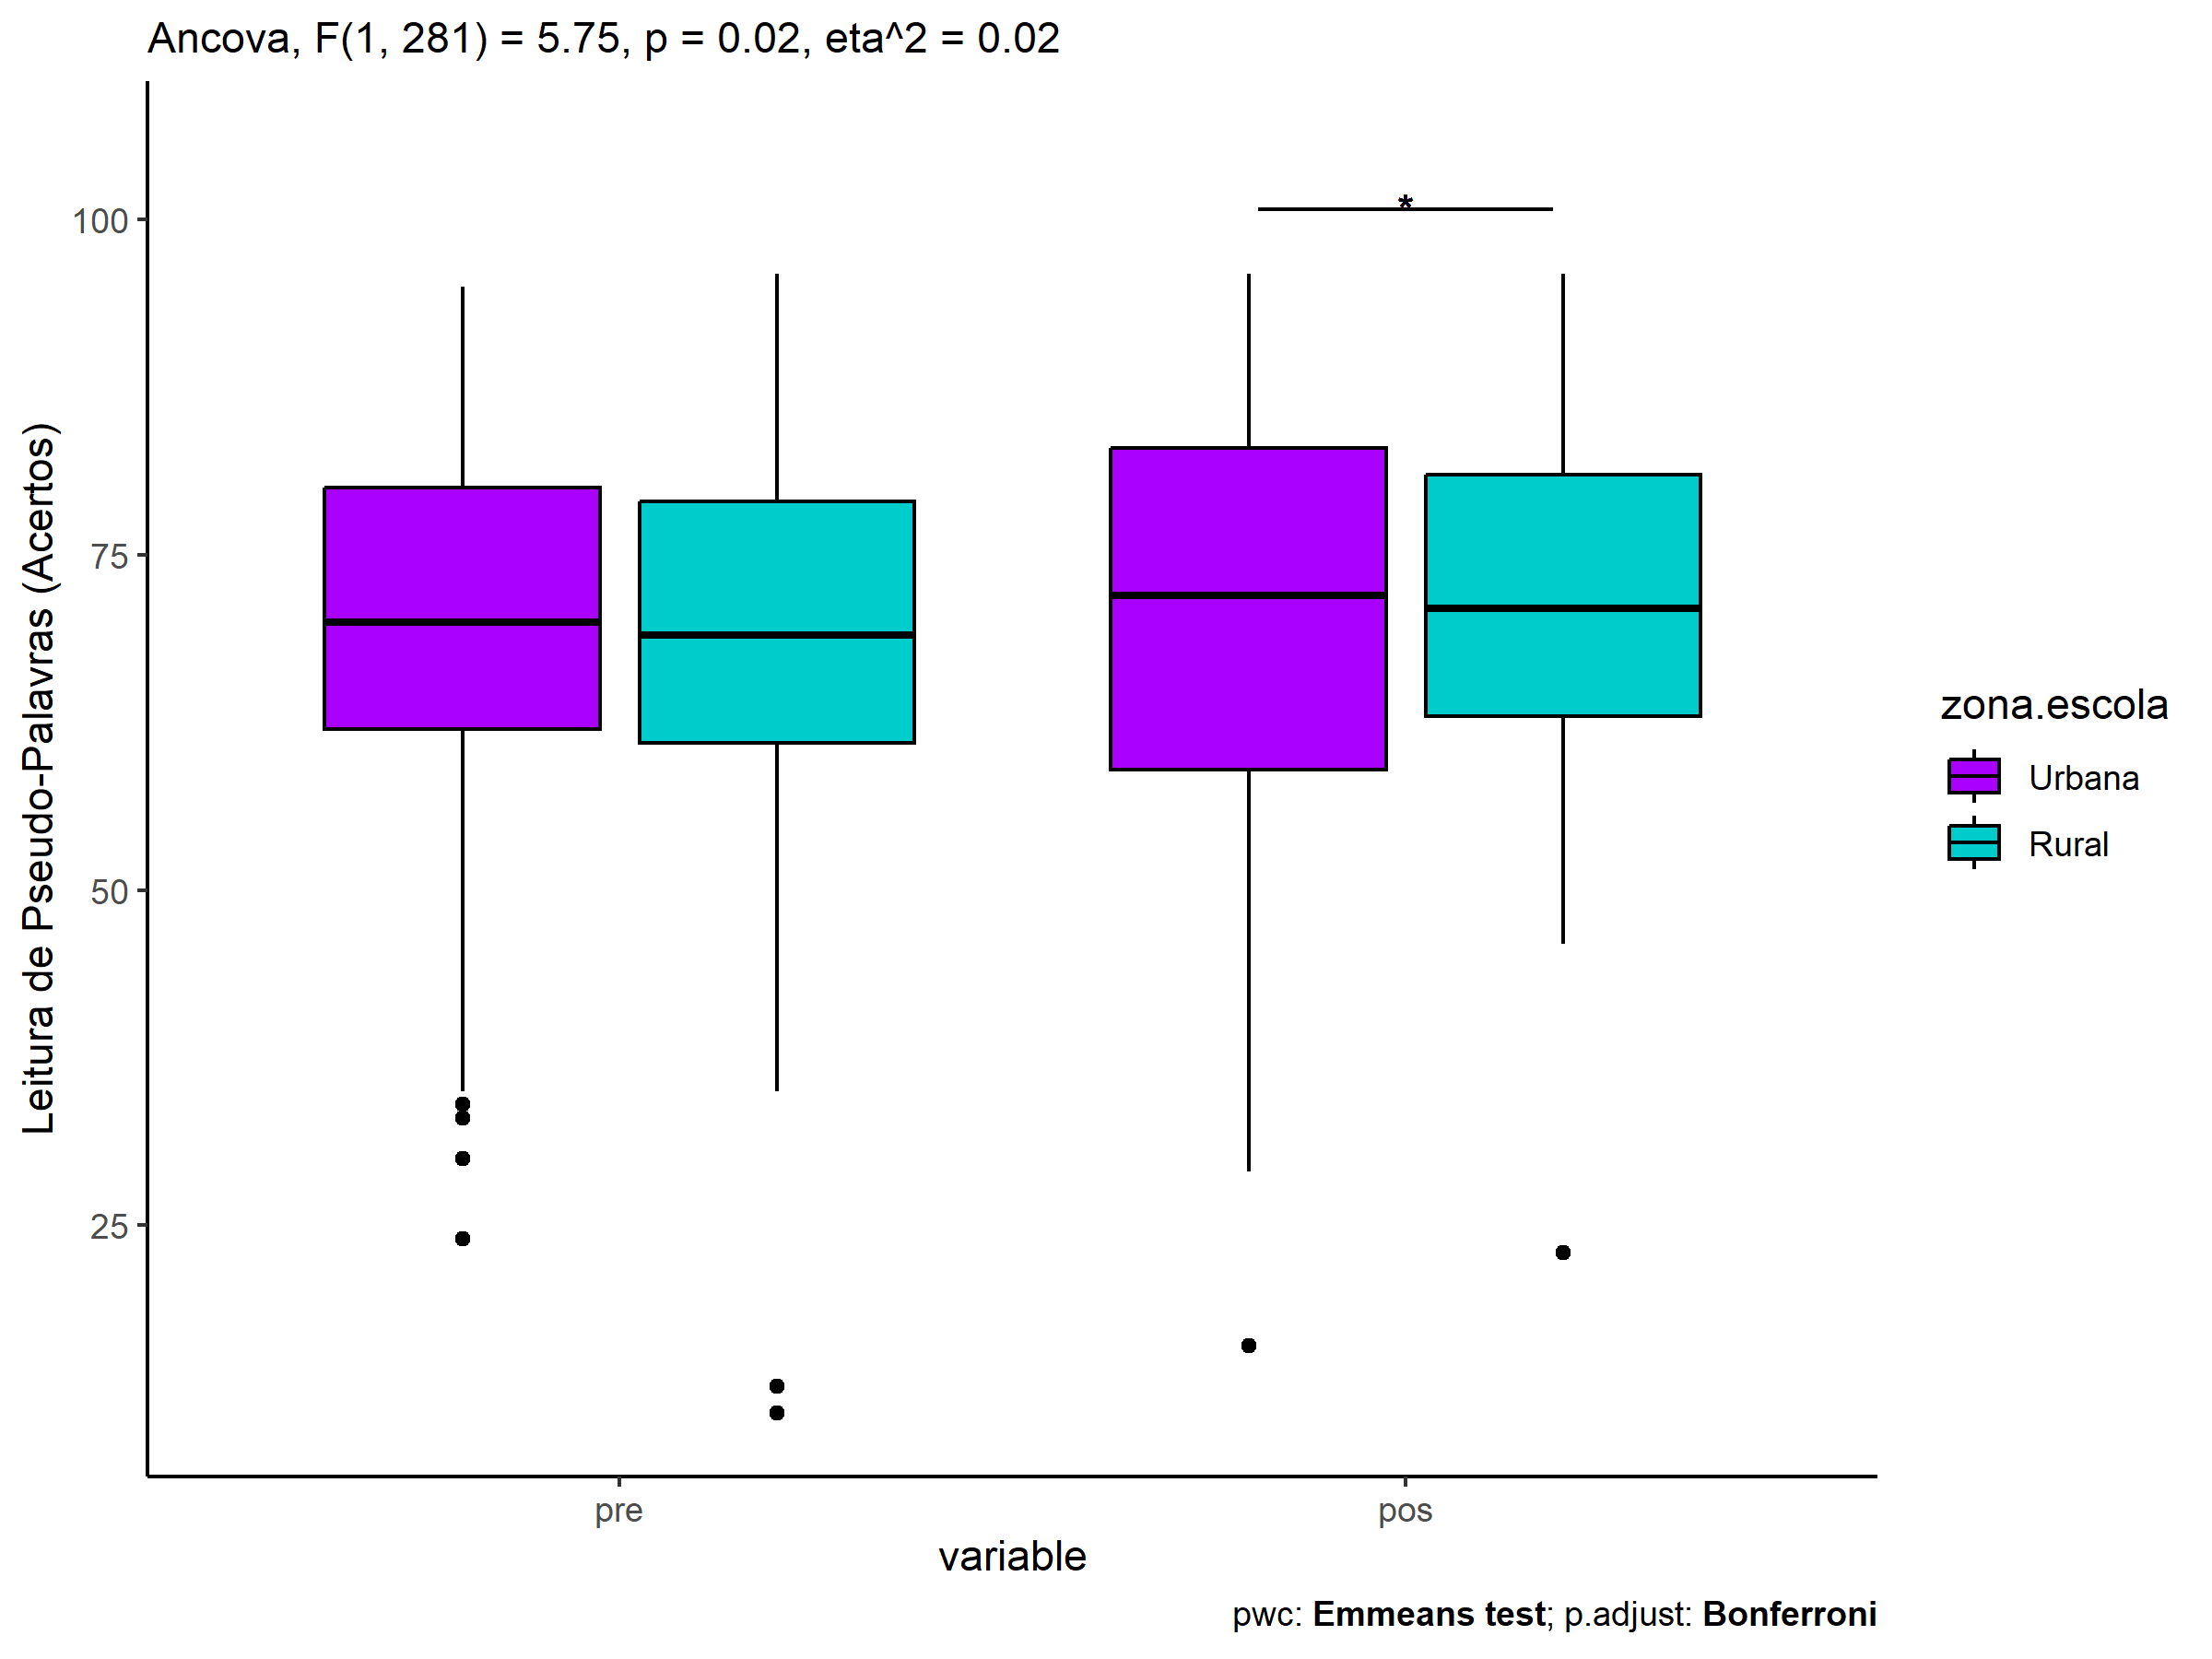 Ancova, F(1, 281) = 5.75, p = 0.02, eta^2 = 0.02
Leitura de Pseudo-Palavras (Acertos)
100
75
50
25
*
pre
pos
variable
zona.escola
Urbana
Rural
pwc: Emmeans test; p.adjust: Bonferroni